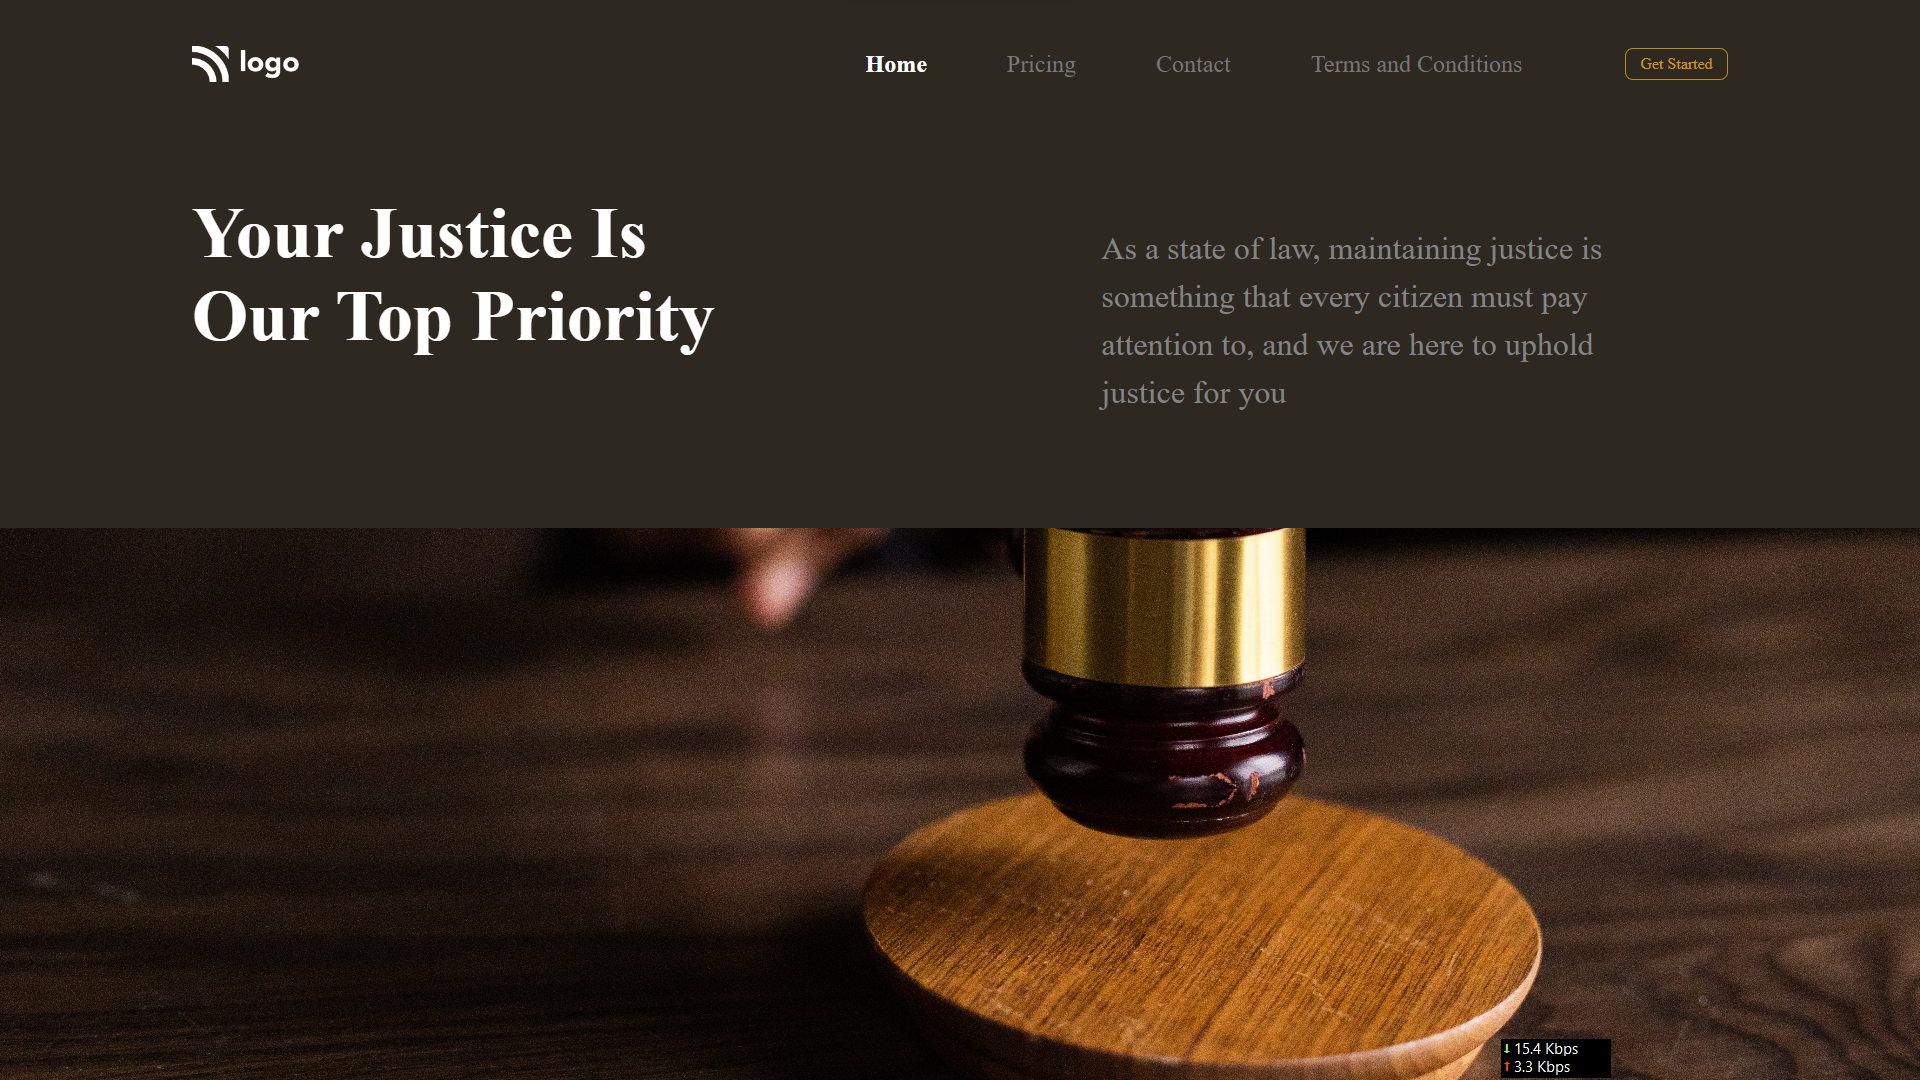 logo
Home
Pricing
Contact
Terms and Conditions
Get Started
Your Justice Is
Our Top Priority
As a state of law, maintaining justice is
something that every citizen must pay
attention to, and we are here to uphold
justice for you
↓ 15.4 Kbps
↑ 3.3 Kbps